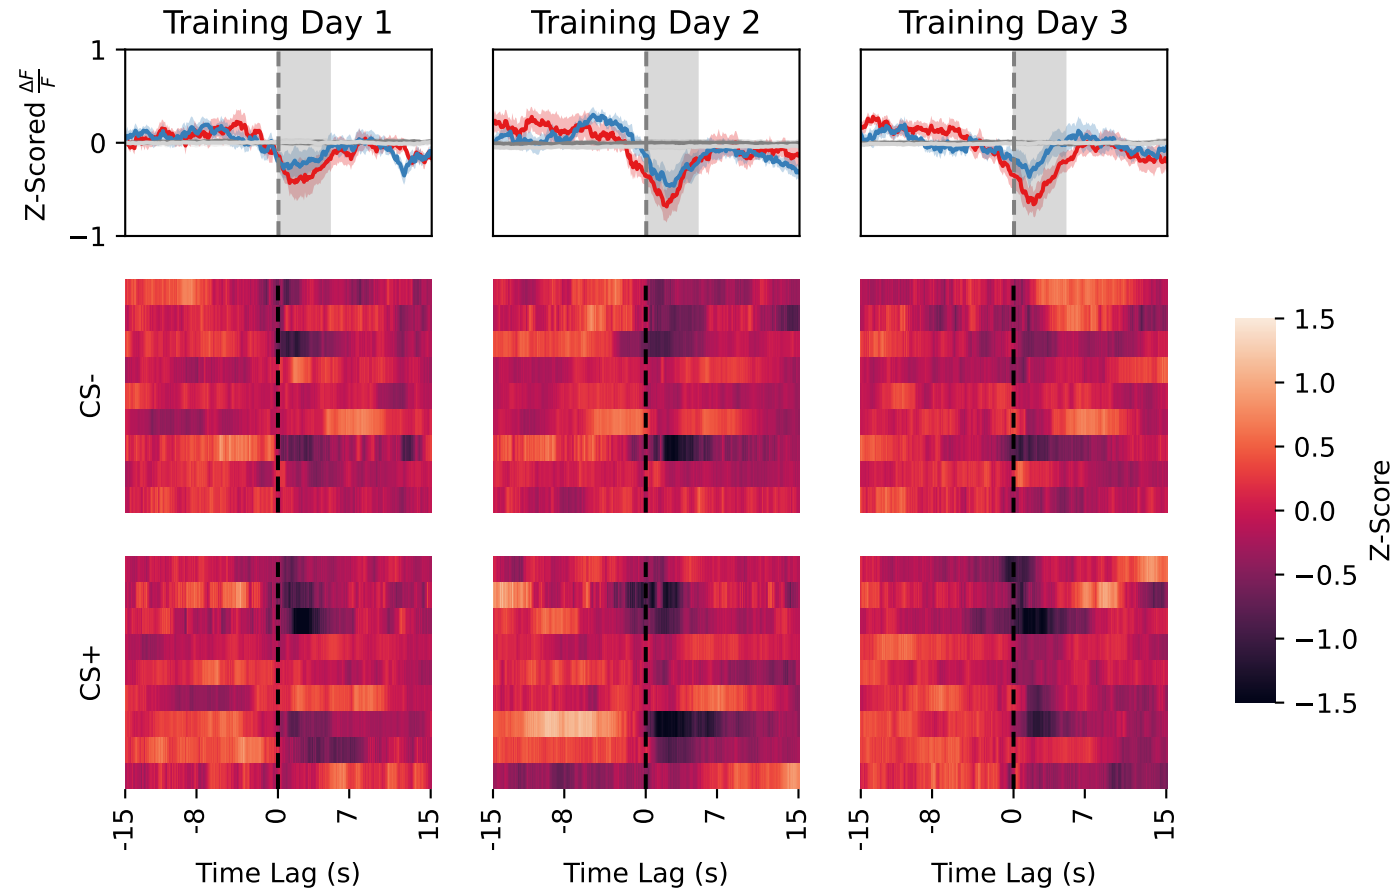 Training Day 1 Training Day 2 Training Day 3
Z-Scored ΔF/F
1
0
−1
CS-
CS+
-15 -8 0 7 15 -15 -8 0 7 15 -15 -8 0 7 15
Time Lag (s) Time Lag (s) Time Lag (s)
1.5
1.0
0.5
0.0
−0.5
−1.0
−1.5
Z-Score